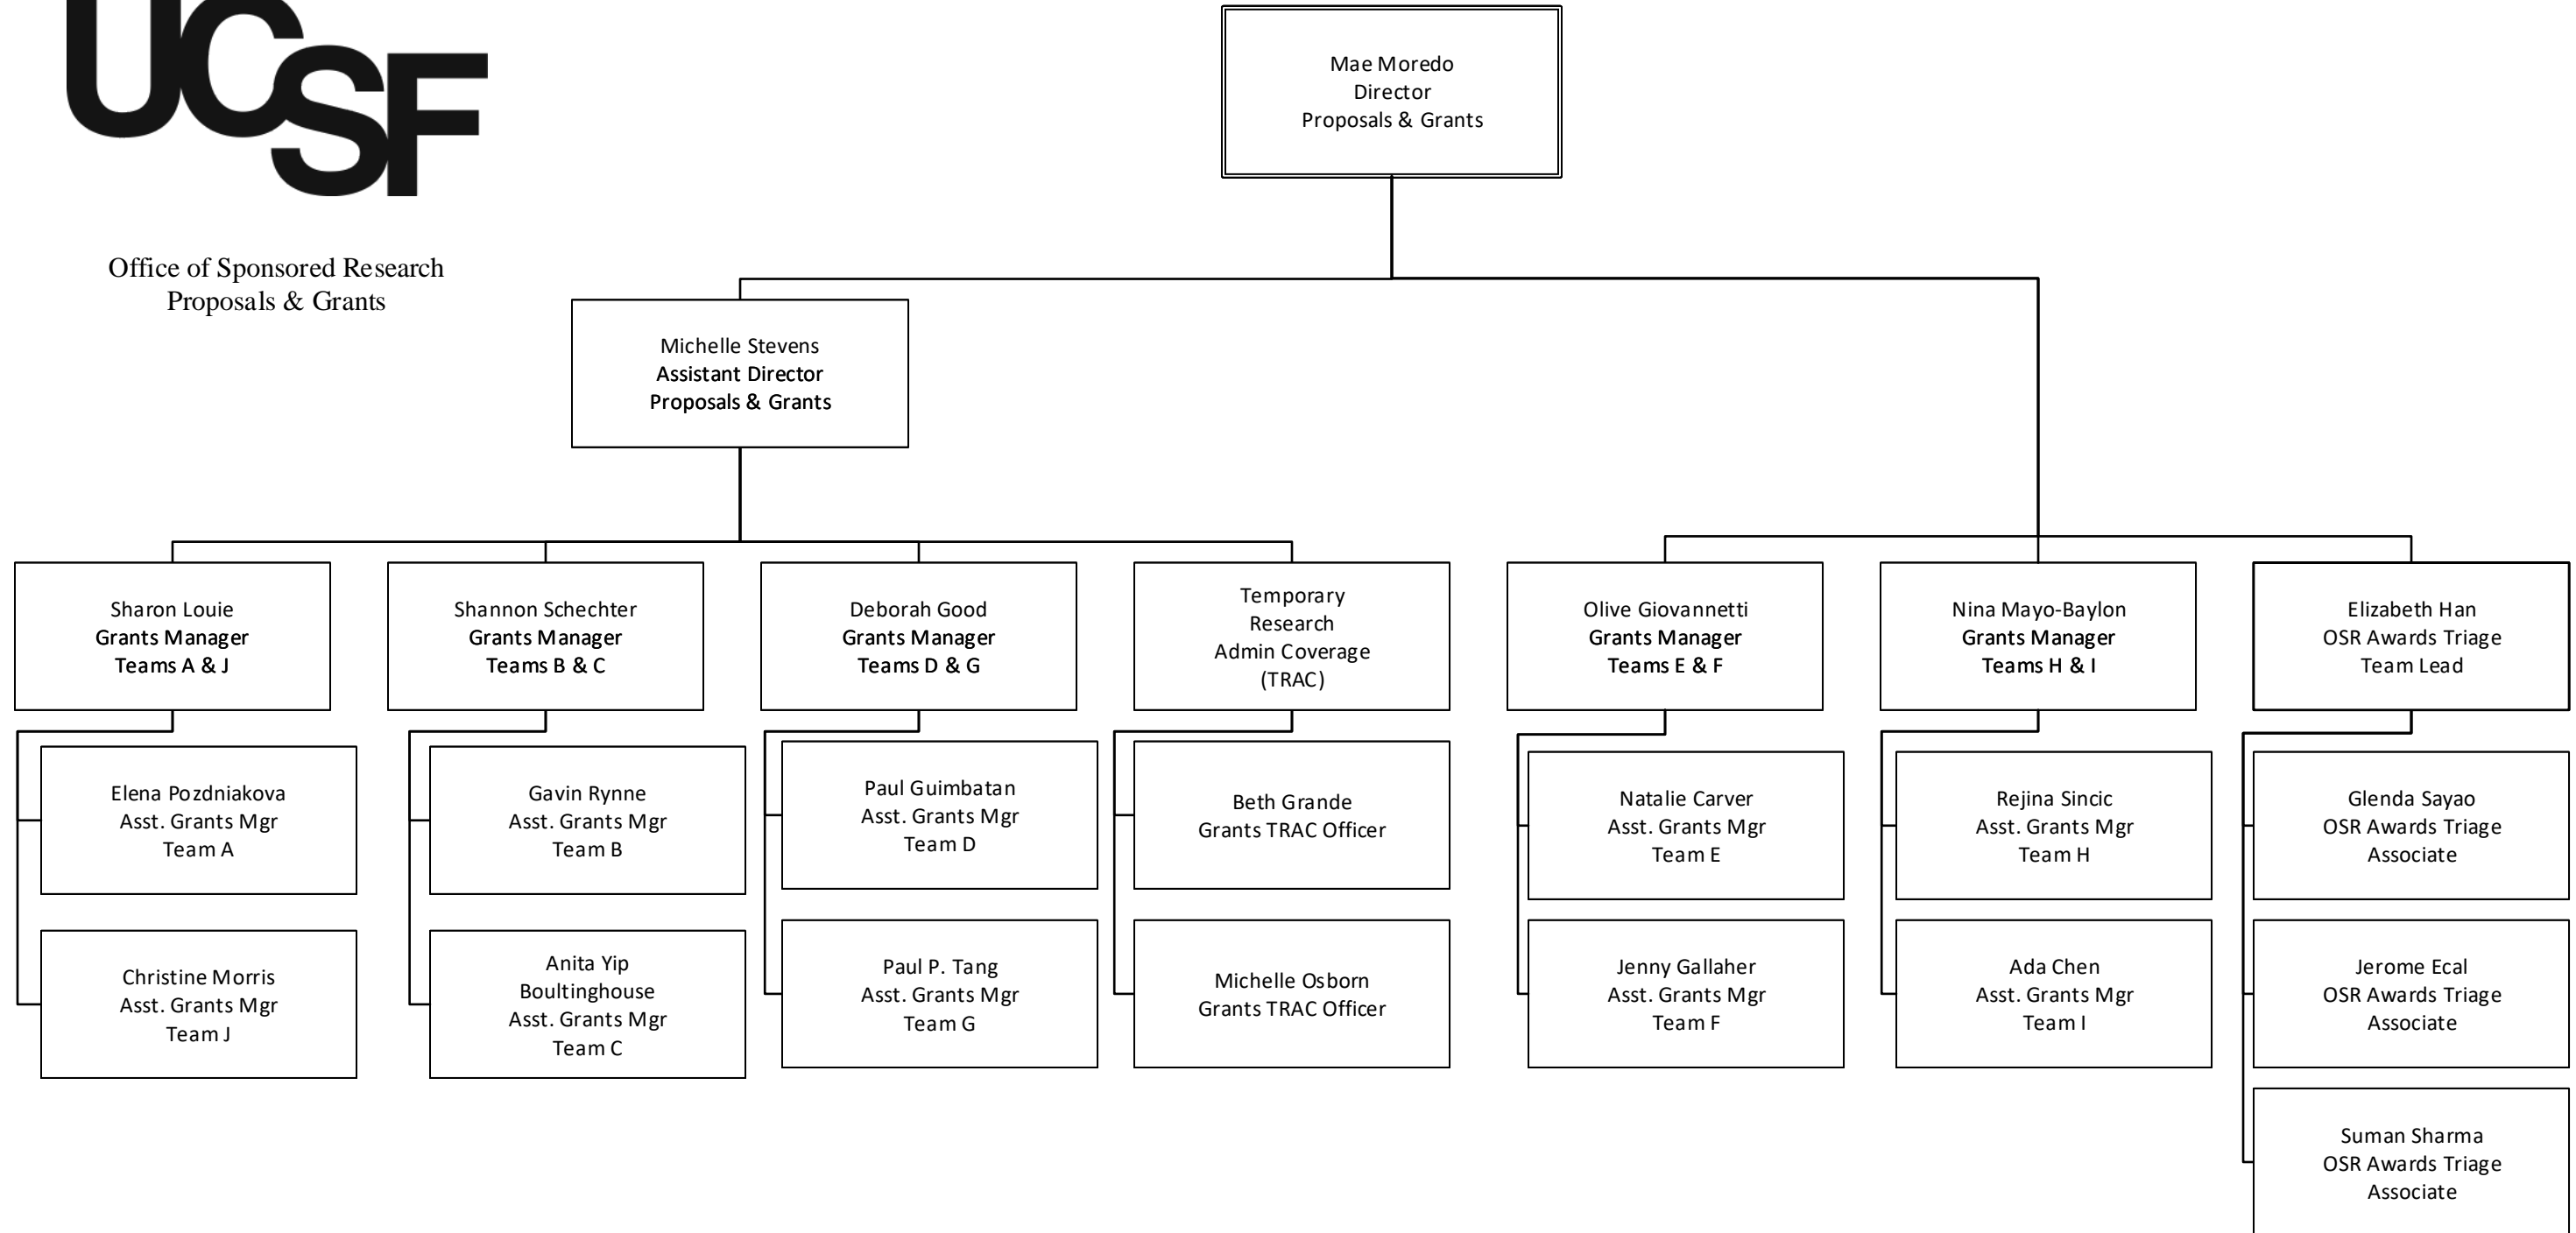 UCSF
Office of Sponsored Research
Proposals & Grants
Mae Moredo
Director
Proposals & Grants
Michelle Stevens
Assistant Director
Proposals & Grants
Sharon Louie
Grants Manager
Teams A & J
Shannon Schechter
Grants Manager
Teams B & C
Deborah Good
Grants Manager
Teams D & G
Temporary
Research
Admin Coverage
(TRAC)
Olive Giovannetti
Grants Manager
Teams E & F
Nina Mayo-Baylon
Grants Manager
Teams H & I
Elizabeth Han
OSR Awards Triage
Team Lead
Elena Pozdniakova
Asst. Grants Mgr
Team A
Gavin Rynne
Asst. Grants Mgr
Team B
Paul Guimbatan
Asst. Grants Mgr
Team D
Beth Grande
Grants TRAC Officer
Natalie Carver
Asst. Grants Mgr
Team E
Rejina Sincic
Asst. Grants Mgr
Team H
Glenda Sayao
OSR Awards Triage
Associate
Christine Morris
Asst. Grants Mgr
Team J
Anita Yip
Boultinghouse
Asst. Grants Mgr
Team C
Paul P. Tang
Asst. Grants Mgr
Team G
Michelle Osborn
Grants TRAC Officer
Jenny Gallaher
Asst. Grants Mgr
Team F
Ada Chen
Asst. Grants Mgr
Team I
Jerome Ecal
OSR Awards Triage
Associate
Suman Sharma
OSR Awards Triage
Associate